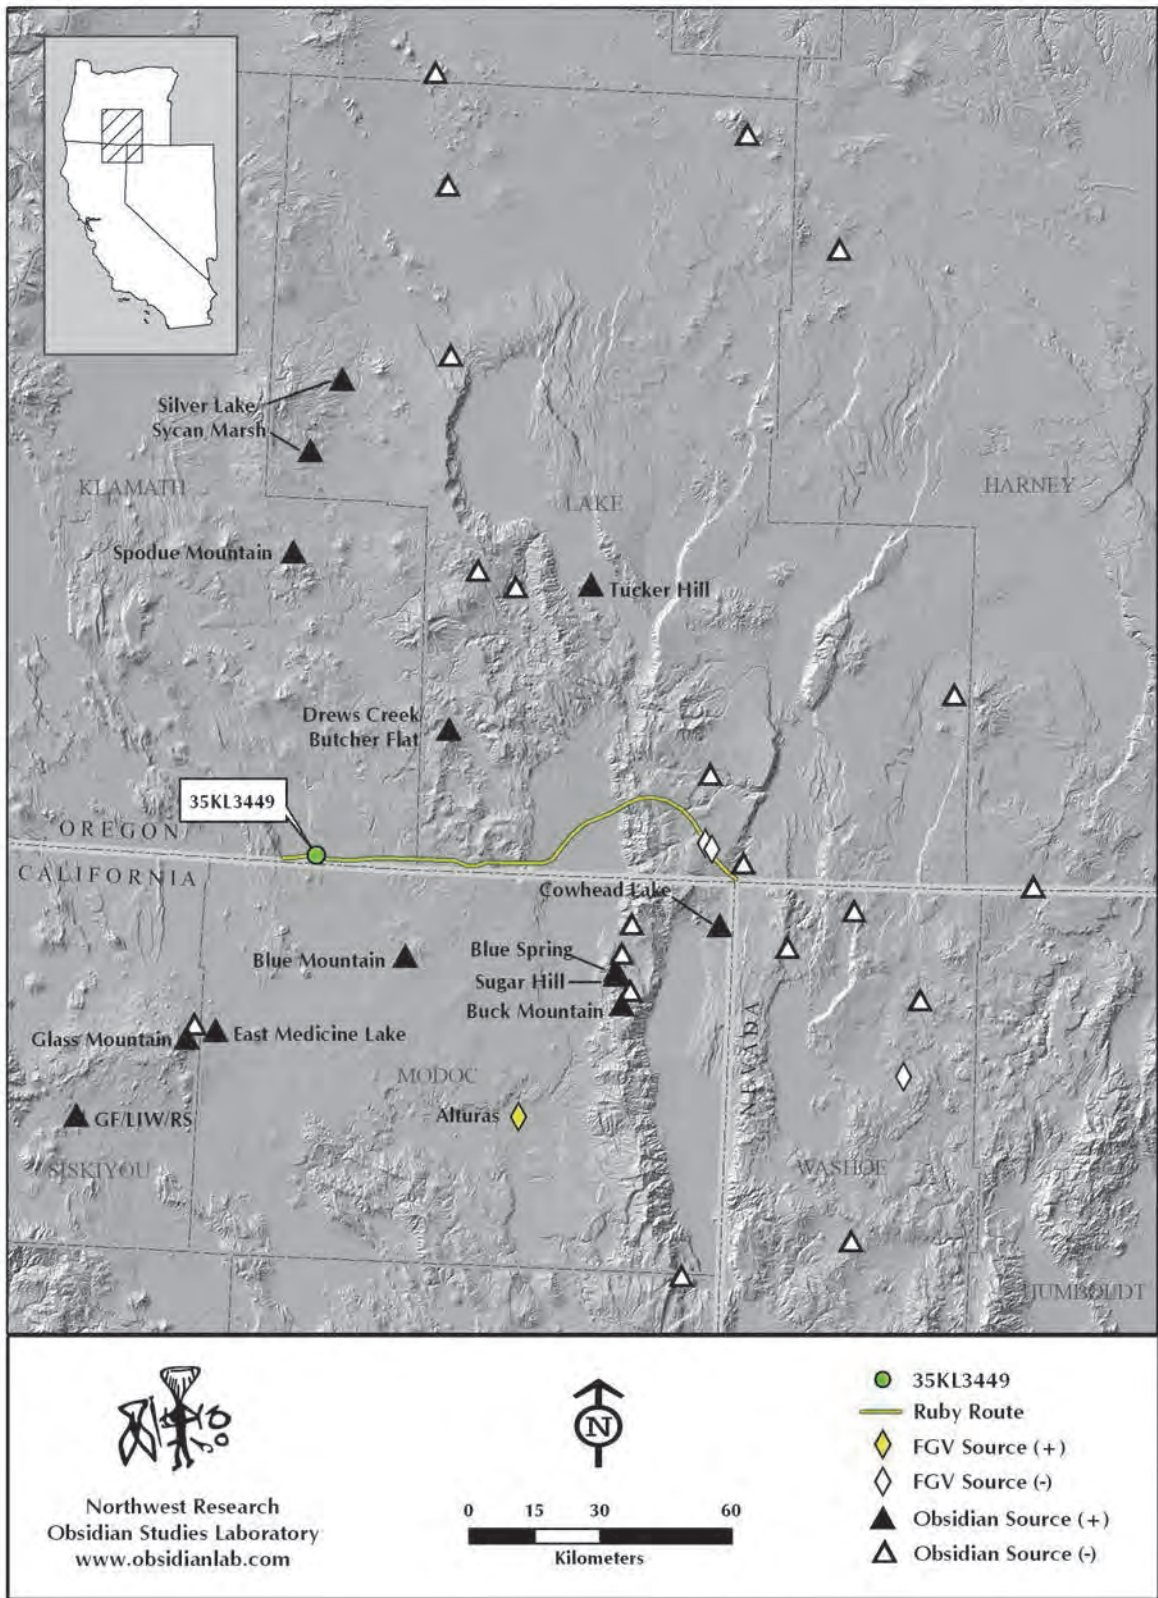 Silver Lake
Sycan Marsh
KLAMATH
LAKE
HARNEY
Spodue Mountain
Tucker Hill
Drews Creek
Butcher Flat
35KL3449
OREGON
CALIFORNIA
Cowhead Lake
Blue Spring
Blue Mountain
Sugar Hill
Buck Mountain
NEVADA
Glass Mountain
East Medicine Lake
MODOC
Alturas
GF/LIW/RS
SISKIYOU
WASHOE
HUMBOLDT
Northwest Research
Obsidian Studies Laboratory
www.obsidianlab.com
N
0 15 30 60
Kilometers
35KL3449
Ruby Route
FGV Source (+)
FGV Source (-)
Obsidian Source (+)
Obsidian Source (-)